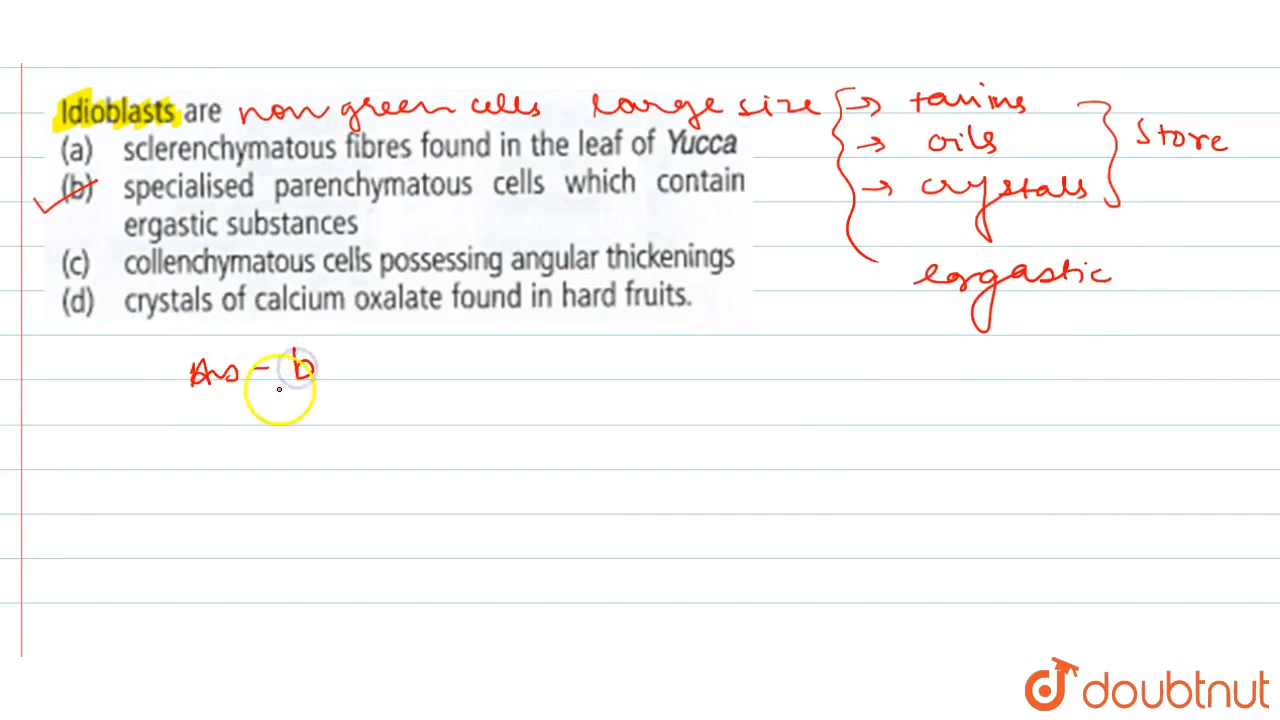 Idioblasts are non green cells large size → tanins
(a) sclerenchymatous fibres found in the leaf of Yucca → oils Store
(b) specialised parenchymatous cells which contain → crystals
ergastic substances
(c) collenchymatous cells possessing angular thickenings ergastic
(d) crystals of calcium oxalate found in hard fruits.
Ans - b
doubtnut